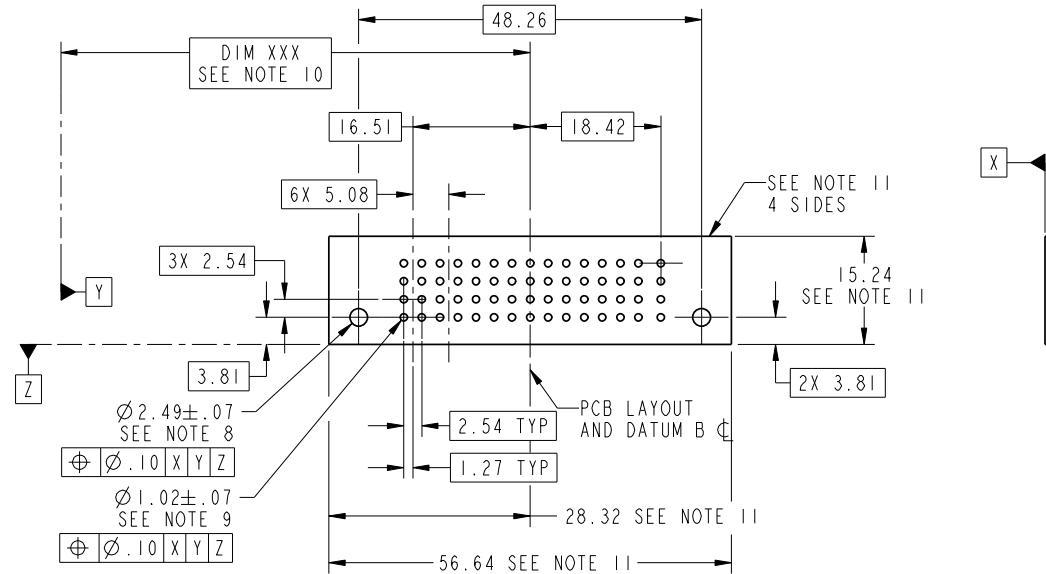 48.26
DIM XXX
SEE NOTE 10
16.51
18.42
X
6X 5.08
SEE NOTE 11
4 SIDES
3X 2.54
15.24
SEE NOTE 11
Y
3.81
Z
2X 3.81
Ø2.49±.07
SEE NOTE 8
⌖ Ø.10 X Y Z
PCB LAYOUT
AND DATUM B ℄
2.54 TYP
1.27 TYP
Ø1.02±.07
SEE NOTE 9
⌖ Ø.10 X Y Z
28.32 SEE NOTE 11
56.64 SEE NOTE 11